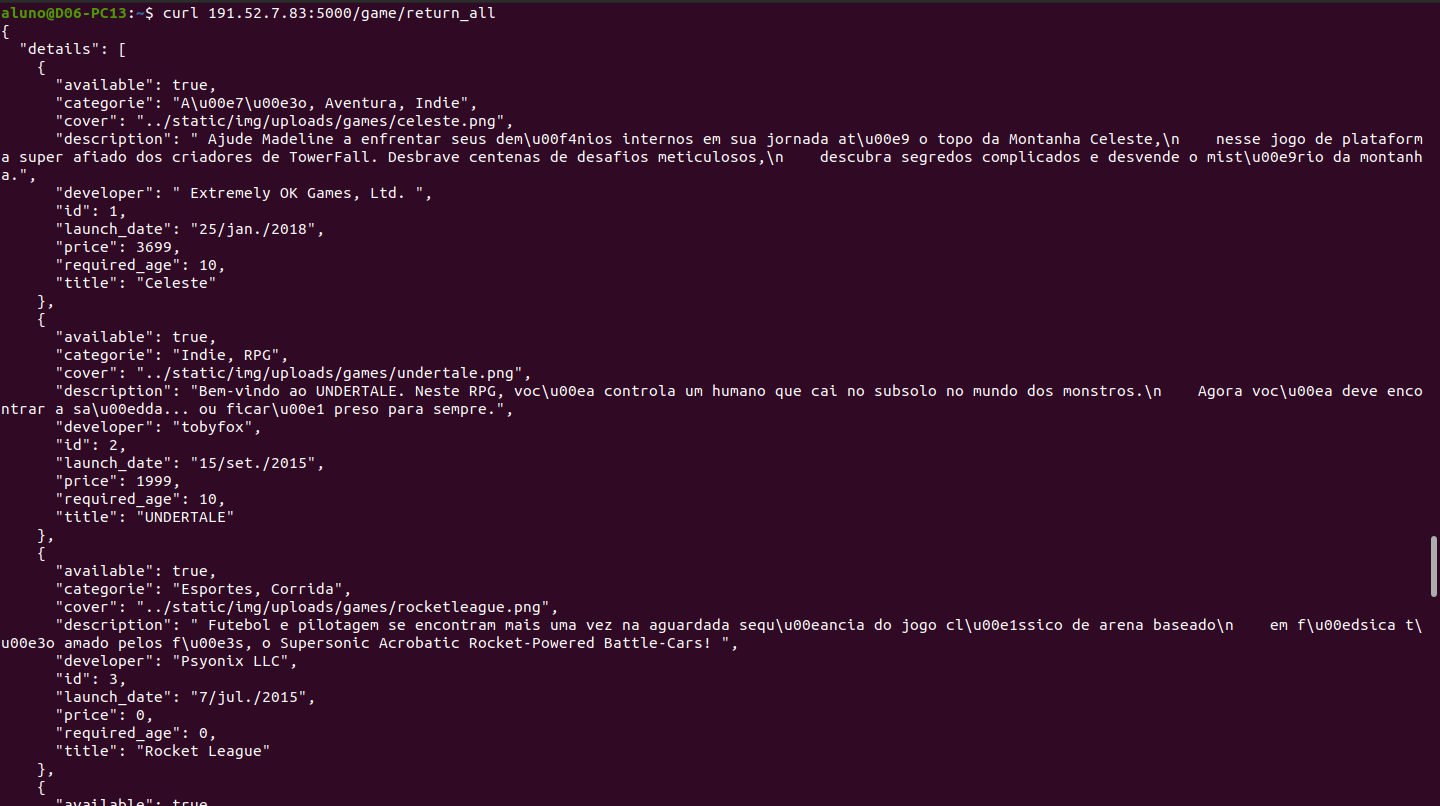 aluno@D06-PC13:~$ curl 191.52.7.83:5000/game/return_all
{
  "details": [
    {
      "available": true,
      "categorie": "A\u00e7\u00e3o, Aventura, Indie",
      "cover": "../static/img/uploads/games/celeste.png",
      "description": " Ajude Madeline a enfrentar seus dem\u00f4nios internos em sua jornada at\u00e9 o topo da Montanha Celeste,\n    nesse jogo de plataform
a super afiado dos criadores de TowerFall. Desbrave centenas de desafios meticulosos,\n    descubra segredos complicados e desvende o mist\u00e9rio da montanh
a.",
      "developer": " Extremely OK Games, Ltd. ",
      "id": 1,
      "launch_date": "25/jan./2018",
      "price": 3699,
      "required_age": 10,
      "title": "Celeste"
    },
    {
      "available": true,
      "categorie": "Indie, RPG",
      "cover": "../static/img/uploads/games/undertale.png",
      "description": "Bem-vindo ao UNDERTALE. Neste RPG, voc\u00ea controla um humano que cai no subsolo no mundo dos monstros.\n    Agora voc\u00ea deve enco
ntrar a sa\u00edda... ou ficar\u00e1 preso para sempre.",
      "developer": "tobyfox",
      "id": 2,
      "launch_date": "15/set./2015",
      "price": 1999,
      "required_age": 10,
      "title": "UNDERTALE"
    },
    {
      "available": true,
      "categorie": "Esportes, Corrida",
      "cover": "../static/img/uploads/games/rocketleague.png",
      "description": " Futebol e pilotagem se encontram mais uma vez na aguardada sequ\u00eancia do jogo cl\u00e1ssico de arena baseado\n    em f\u00edsica t\
u00e3o amado pelos f\u00e3s, o Supersonic Acrobatic Rocket-Powered Battle-Cars! ",
      "developer": "Psyonix LLC",
      "id": 3,
      "launch_date": "7/jul./2015",
      "price": 0,
      "required_age": 0,
      "title": "Rocket League"
    },
    {
      "available": true